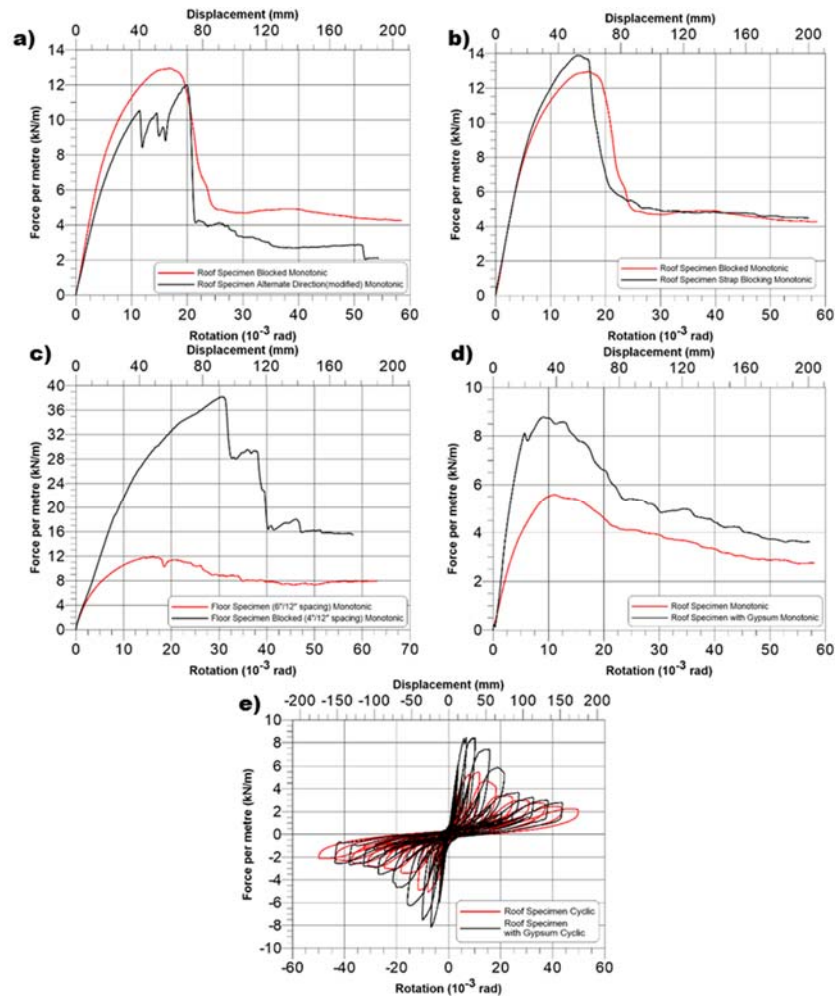 a)
Displacement (mm)
0 40 80 120 160 200
Force per metre (kN/m)
14
12
10
8
6
4
2
0
Roof Specimen Blocked Monotonic
Roof Specimen Alternate Direction(modified) Monotonic
0 10 20 30 40 50 60
Rotation (10⁻³ rad)
b)
Displacement (mm)
0 40 80 120 160 200
Force per metre (kN/m)
14
12
10
8
6
4
2
0
Roof Specimen Blocked Monotonic
Roof Specimen Strap Blocking Monotonic
0 10 20 30 40 50 60
Rotation (10⁻³ rad)
c)
Displacement (mm)
0 40 80 120 160 200
Force per metre (kN/m)
40
36
32
28
24
20
16
12
8
4
0
Floor Specimen (6"/12" spacing) Monotonic
Floor Specimen Blocked (4"/12" spacing) Monotonic
0 10 20 30 40 50 60 70
Rotation (10⁻³ rad)
d)
Displacement (mm)
0 40 80 120 160 200
Force per metre (kN/m)
10
8
6
4
2
0
Roof Specimen Monotonic
Roof Specimen with Gypsum Monotonic
0 10 20 30 40 50 60
Rotation (10⁻³ rad)
e)
Displacement (mm)
-200 -150 -100 -50 0 50 100 150 200
Force per metre (kN/m)
10
8
6
4
2
0
-2
-4
-6
-8
-10
Roof Specimen Cyclic
Roof Specimen
with Gypsum Cyclic
-60 -40 -20 0 20 40 60
Rotation (10⁻³ rad)